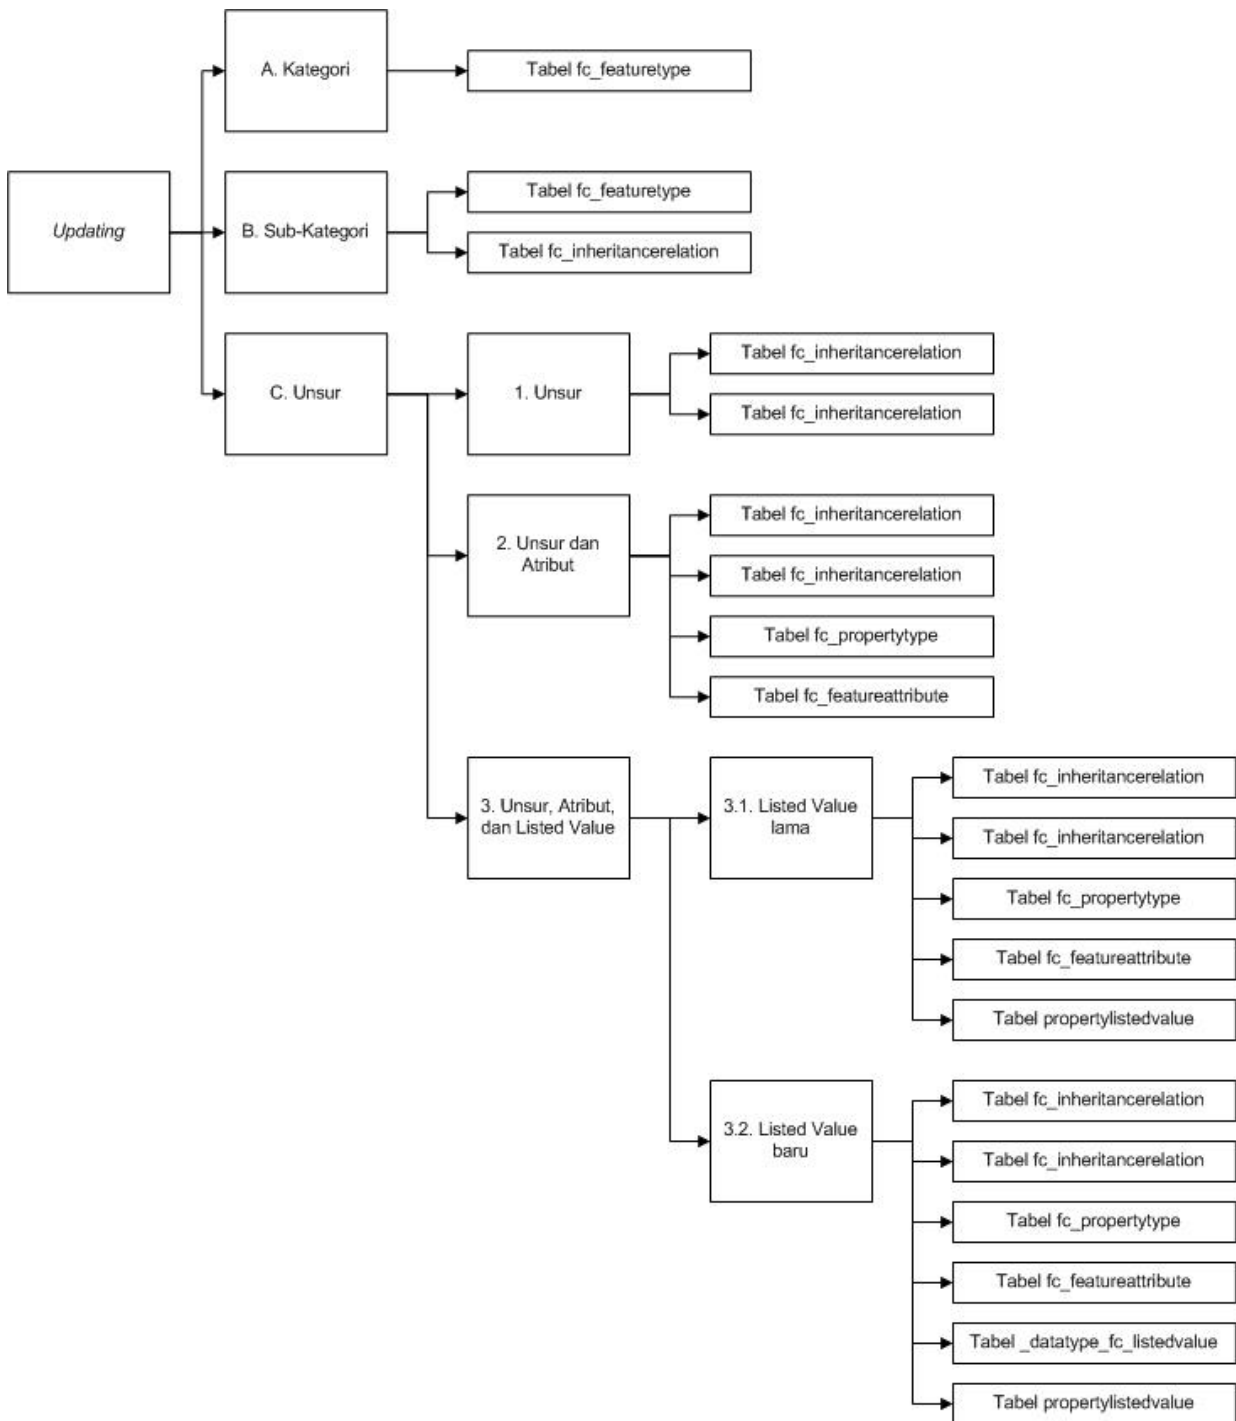 Updating
A. Kategori
Tabel fc_featuretype
B. Sub-Kategori
Tabel fc_featuretype
Tabel fc_inheritancerelation
C. Unsur
1. Unsur
Tabel fc_inheritancerelation
Tabel fc_inheritancerelation
2. Unsur dan
Atribut
Tabel fc_inheritancerelation
Tabel fc_inheritancerelation
Tabel fc_propertytype
Tabel fc_featureattribute
3. Unsur, Atribut,
dan Listed Value
3.1. Listed Value
lama
Tabel fc_inheritancerelation
Tabel fc_inheritancerelation
Tabel fc_propertytype
Tabel fc_featureattribute
Tabel propertylistedvalue
3.2. Listed Value
baru
Tabel fc_inheritancerelation
Tabel fc_inheritancerelation
Tabel fc_propertytype
Tabel fc_featureattribute
Tabel _datatype_fc_listedvalue
Tabel propertylistedvalue